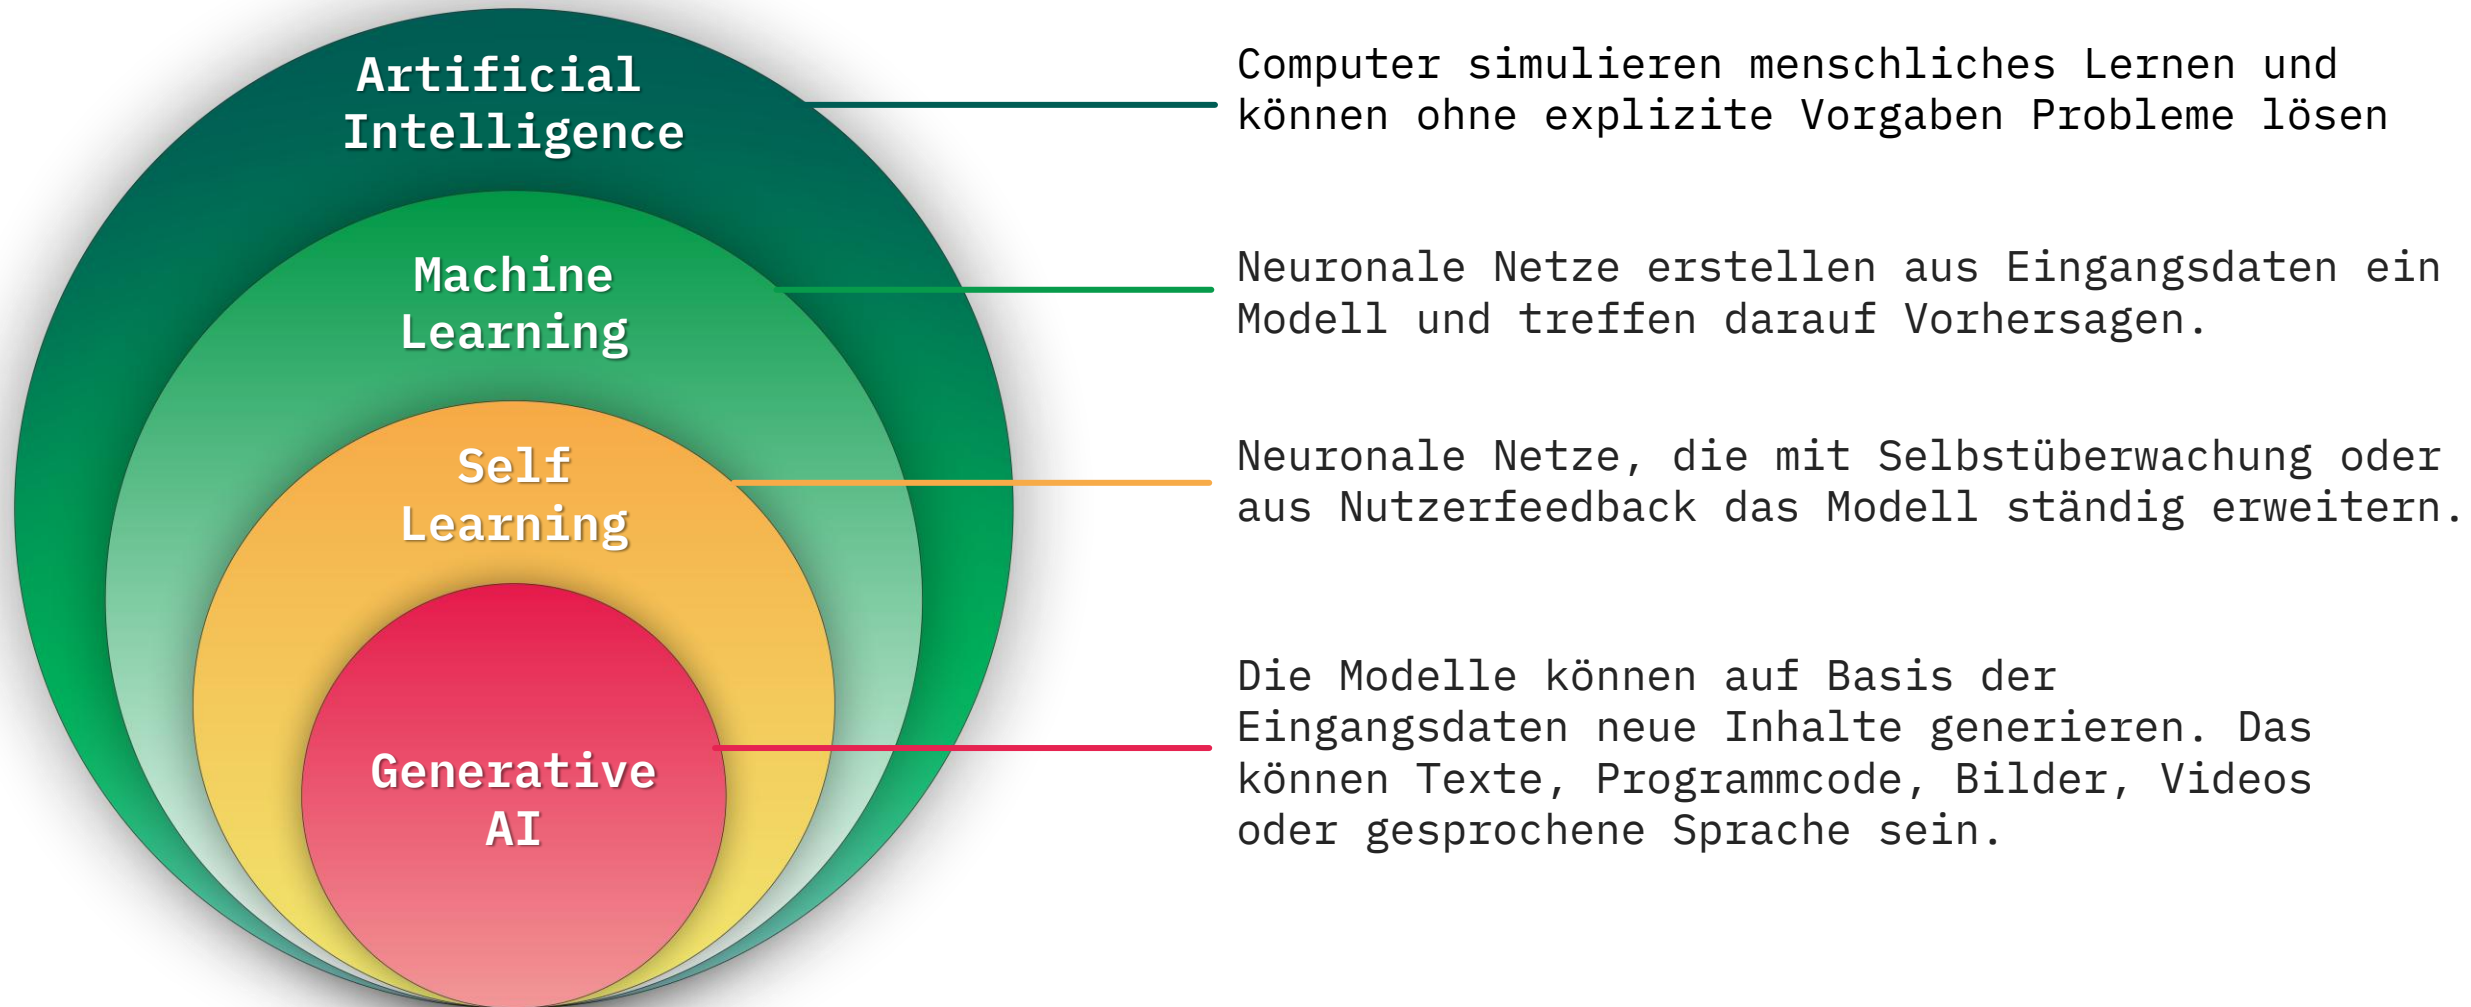 Artificial
Intelligence
Computer simulieren menschliches Lernen und
können ohne explizite Vorgaben Probleme lösen
Machine
Learning
Neuronale Netze erstellen aus Eingangsdaten ein
Modell und treffen darauf Vorhersagen.
Self
Learning
Neuronale Netze, die mit Selbstüberwachung oder
aus Nutzerfeedback das Modell ständig erweitern.
Generative
AI
Die Modelle können auf Basis der
Eingangsdaten neue Inhalte generieren. Das
können Texte, Programmcode, Bilder, Videos
oder gesprochene Sprache sein.